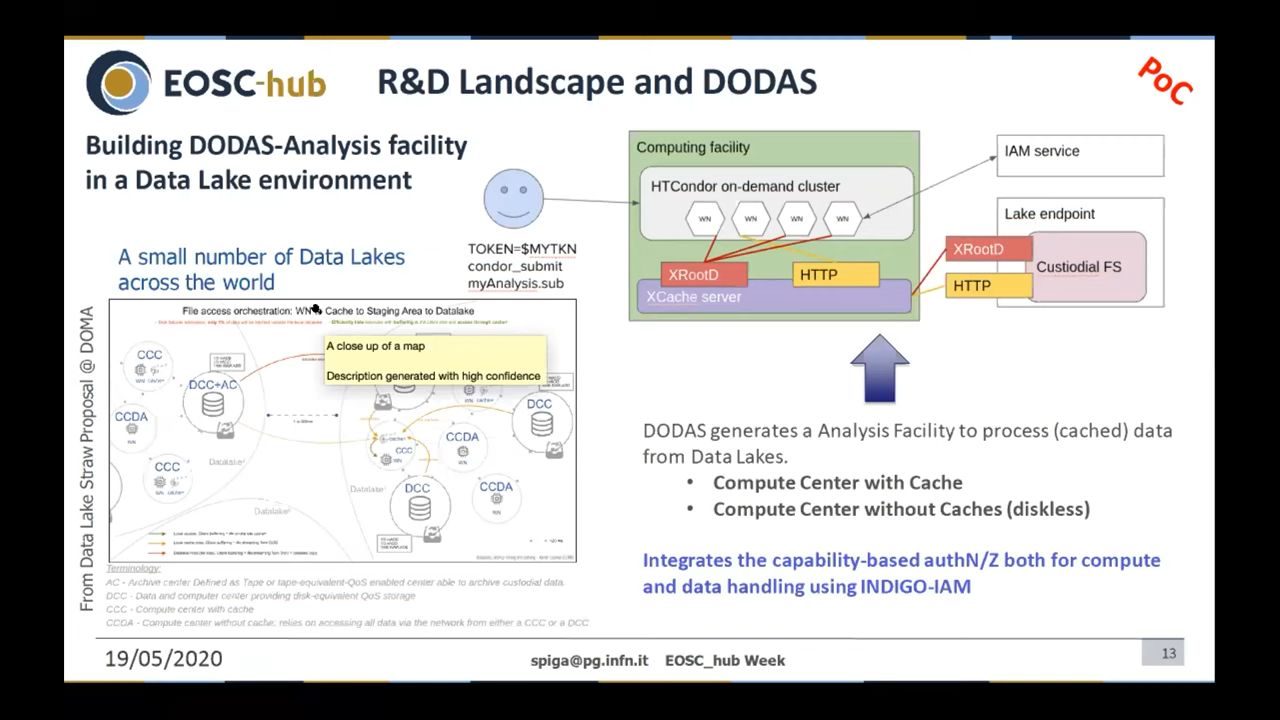 EOSC-hub
R&D Landscape and DODAS
PoC
Building DODAS-Analysis facility
in a Data Lake environment
A small number of Data Lakes
across the world
TOKEN=$MYTKN
condor_submit
myAnalysis.sub
Computing facility
HTCondor on-demand cluster
WN
WN
WN
WN
XRootD
HTTP
XCache server
IAM service
Lake endpoint
XRootD
HTTP
Custiodial FS
From Data Lake Straw Proposal @ DOMA
File access orchestration: WN Cache to Staging Area to Datalake
A close up of a map
Description generated with high confidence
CCC
DCC+AC
CCDA
CCC
Datalake
Datalake
Datalake
CCC
CCDA
DCC
DCC
CCDA
Terminology:
AC - Archive center Defined as Tape or tape-equivalent-QoS enabled center able to archive custodial data.
DCC - Data and computer center providing disk-equivalent QoS storage
CCC - Compute center with cache
CCDA - Compute center without cache; relies on accessing all data via the network from either a CCC or a DCC
DODAS generates a Analysis Facility to process (cached) data
from Data Lakes.
• Compute Center with Cache
• Compute Center without Caches (diskless)
Integrates the capability-based authN/Z both for compute
and data handling using INDIGO-IAM
19/05/2020
spiga@pg.infn.it EOSC_hub Week
13